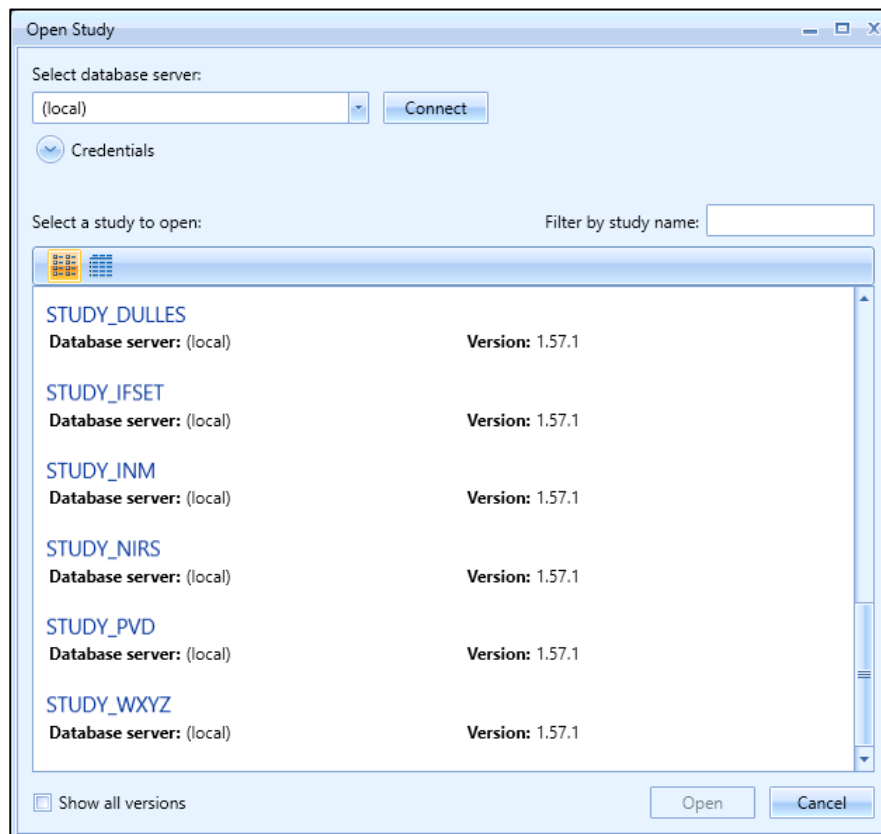 Open Study
Select database server:
(local) Connect
Credentials
Select a study to open: Filter by study name:
STUDY_DULLES
Database server: (local) Version: 1.57.1
STUDY_IFSET
Database server: (local) Version: 1.57.1
STUDY_INM
Database server: (local) Version: 1.57.1
STUDY_NIRS
Database server: (local) Version: 1.57.1
STUDY_PVD
Database server: (local) Version: 1.57.1
STUDY_WXYZ
Database server: (local) Version: 1.57.1
Show all versions Open Cancel